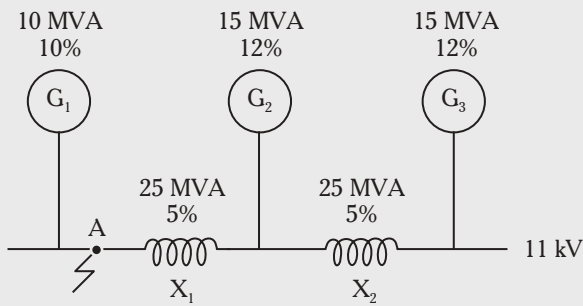 10 MVA
10%
15 MVA
12%
15 MVA
12%
G₁
G₂
G₃
25 MVA
5%
25 MVA
5%
A
X₁
X₂
11 kV